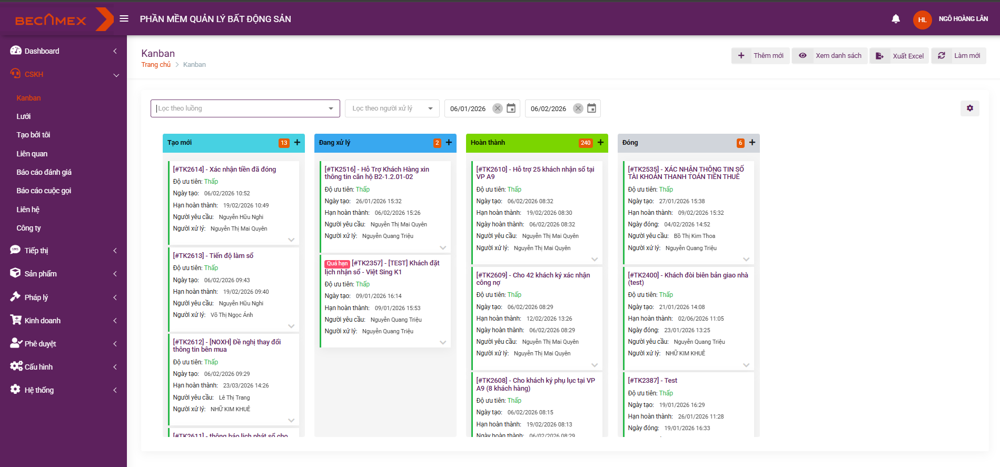 BECAMEX
PHẦN MỀM QUẢN LÝ BẤT ĐỘNG SẢN
HL
NGÔ HOÀNG LÂN
Dashboard
CSKH
Kanban
Lưới
Tạo bởi tôi
Liên quan
Báo cáo đánh giá
Báo cáo cuộc gọi
Liên hệ
Công ty
SMS
Tiếp thị
Sản phẩm
Pháp lý
Kinh doanh
Phê duyệt
Cấu hình
Hệ thống
Kanban
Trang chủ > Kanban
Thêm mới
Xem danh sách
Xuất Excel
Làm mới
Lọc theo luồng
Lọc theo người xử lý
06/01/2026
06/02/2026
Tạo mới 13 +
[#TK2614] - Xác nhận tiền đã đóng
Độ ưu tiên: Thấp
Ngày tạo: 06/02/2026 10:52
Hạn hoàn thành: 19/02/2026 10:49
Người yêu cầu: Nguyễn Hữu Nghi
Người xử lý: Nguyễn Thị Mai Quyên
[#TK2613] - Tiến độ làm sổ
Độ ưu tiên: Thấp
Ngày tạo: 06/02/2026 09:43
Hạn hoàn thành: 19/02/2026 09:40
Người yêu cầu: Nguyễn Hữu Nghi
Người xử lý: Võ Thị Ngọc Ánh
[#TK2612] - [NOXH] Đề nghị thay đổi
thông tin bên mua
Độ ưu tiên: Thấp
Ngày tạo: 06/02/2026 09:29
Hạn hoàn thành: 23/03/2026 14:26
Người yêu cầu: Lê Thị Trang
Người xử lý: NHỮ KIM KHUÊ
[#TK2611] - thông báo lịch phát sổ cho
Đang xử lý 2 +
[#TK2516] - Hỗ Trợ Khách Hàng xin
thông tin căn hộ B2-1.2.01-02
Độ ưu tiên: Thấp
Ngày tạo: 26/01/2026 15:32
Hạn hoàn thành: 06/02/2026 15:26
Người yêu cầu: Nguyễn Thị Mai Quyên
Người xử lý: Nguyễn Quang Triệu
Quá hạn [#TK2357] - [TEST] Khách đặt
lịch nhận sổ - Việt Sing K1
Độ ưu tiên: Thấp
Ngày tạo: 09/01/2026 16:14
Hạn hoàn thành: 09/01/2026 15:53
Người yêu cầu: Nguyễn Quang Triệu
Người xử lý: Nguyễn Quang Triệu
Hoàn thành 240 +
[#TK2610] - Hỗ trợ 25 khách nhận sổ tại
VP A9
Độ ưu tiên: Thấp
Ngày tạo: 06/02/2026 08:32
Hạn hoàn thành: 19/02/2026 08:30
Ngày hoàn thành: 06/02/2026 08:32
Người yêu cầu: Nguyễn Thị Mai Quyên
Người xử lý: Nguyễn Thị Mai Quyên
[#TK2609] - Cho 42 khách ký xác nhận
công nợ
Độ ưu tiên: Thấp
Ngày tạo: 06/02/2026 08:29
Hạn hoàn thành: 12/02/2026 13:26
Ngày hoàn thành: 06/02/2026 08:29
Người yêu cầu: Nguyễn Thị Mai Quyên
Người xử lý: Nguyễn Thị Mai Quyên
[#TK2608] - Cho khách ký phụ lục tại VP
A9 (8 khách hàng)
Độ ưu tiên: Thấp
Ngày tạo: 06/02/2026 08:15
Hạn hoàn thành: 19/02/2026 08:13
Ngày hoàn thành: 06/02/2026 08:29
Đóng 6 +
[#TK2535] - XÁC NHẬN THÔNG TIN SỐ
TÀI KHOẢN THANH TOÁN TIỀN THUÊ
Độ ưu tiên: Thấp
Ngày tạo: 27/01/2026 15:38
Hạn hoàn thành: 09/02/2026 15:32
Ngày đóng: 04/02/2026 14:52
Người yêu cầu: Bồ Thị Kim Thoa
Người xử lý: Nguyễn Quang Triệu
[#TK2400] - Khách đòi biên bản giao nhà
(test)
Độ ưu tiên: Thấp
Ngày tạo: 21/01/2026 14:08
Hạn hoàn thành: 02/06/2026 11:05
Ngày đóng: 23/01/2026 13:25
Người yêu cầu: Nguyễn Quang Triệu
Người xử lý: NHỮ KIM KHUÊ
[#TK2387] - Test
Độ ưu tiên: Thấp
Ngày tạo: 19/01/2026 16:29
Hạn hoàn thành: 26/01/2026 11:28
Ngày đóng: 19/01/2026 16:33